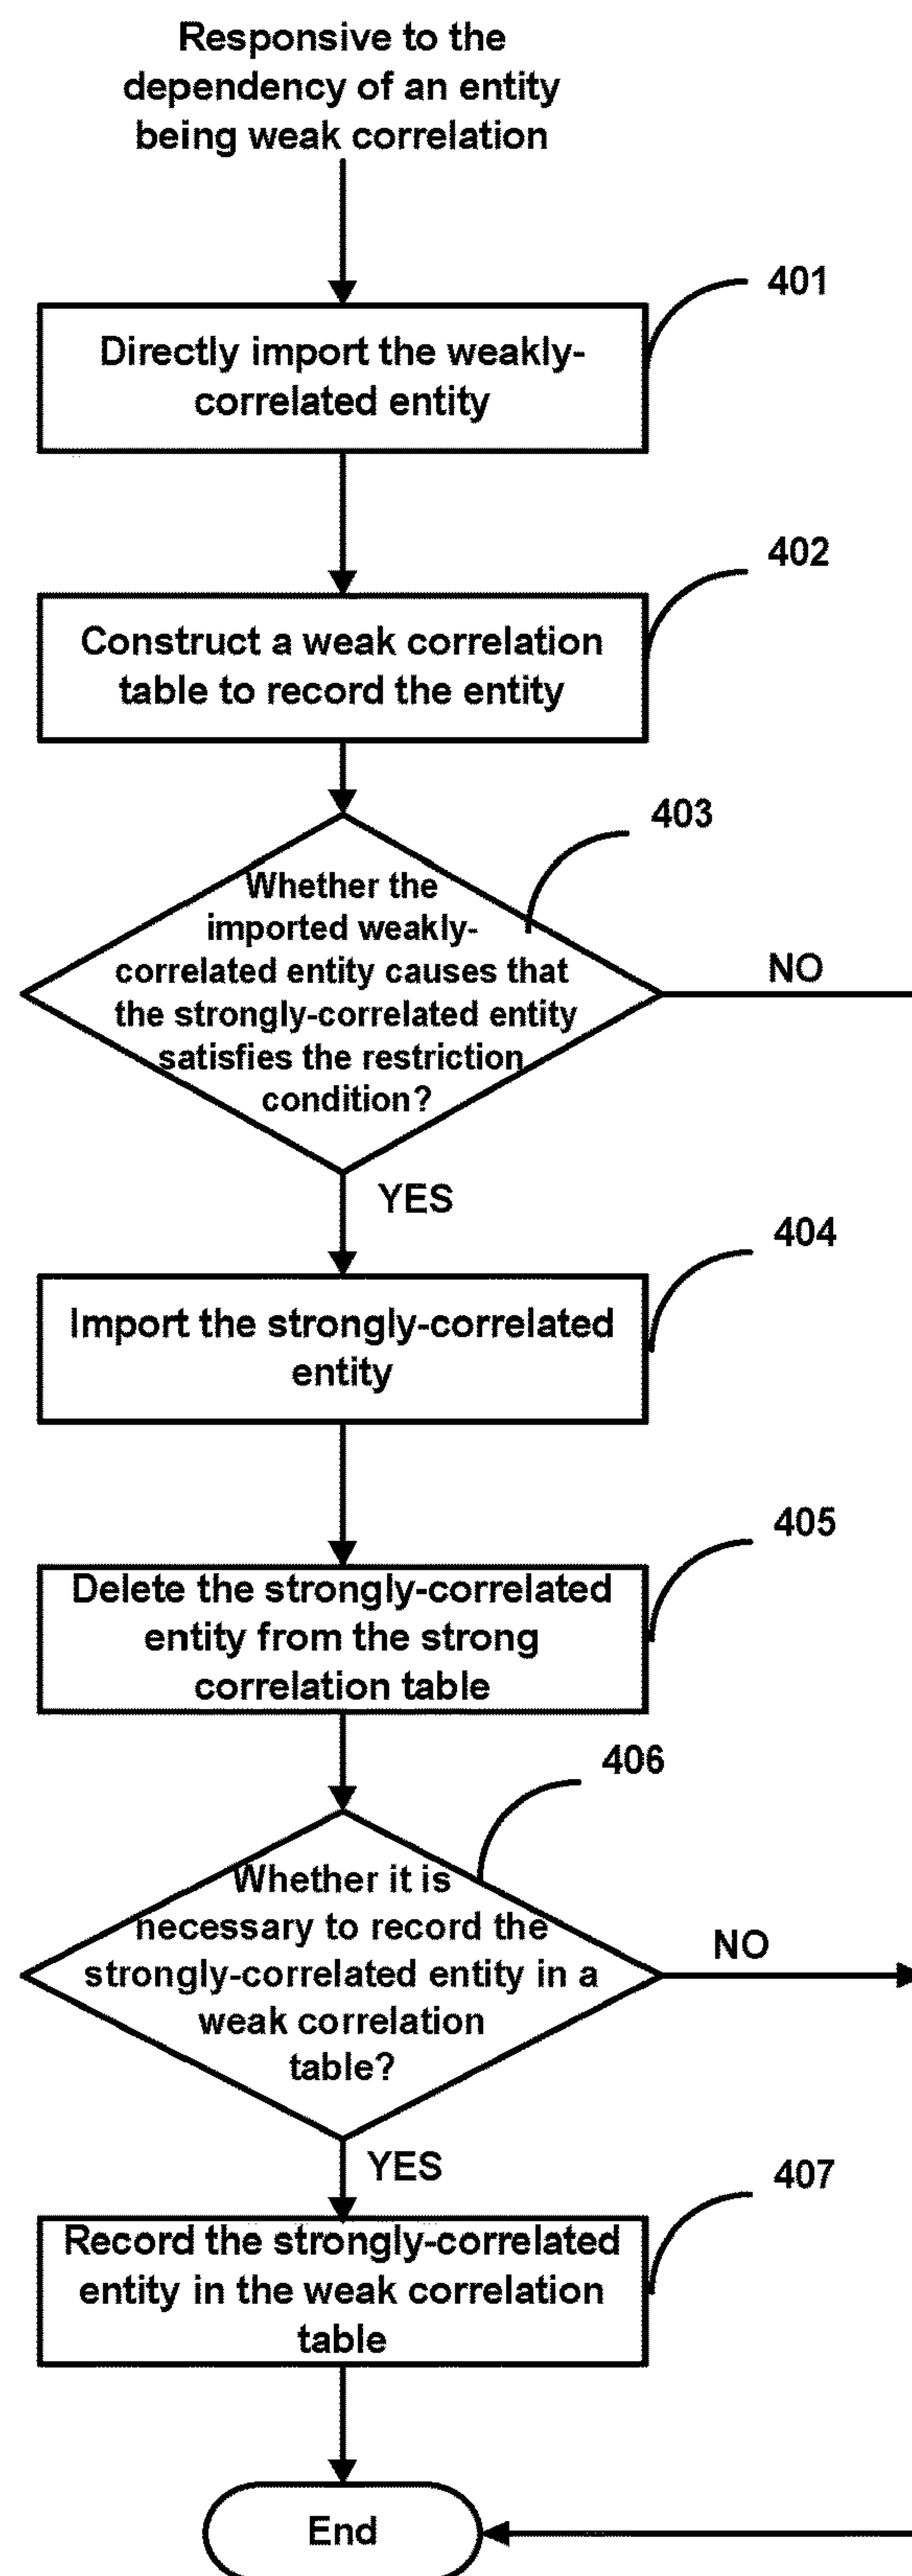 Responsive to the
dependency of an entity
being weak correlation
401
Directly import the weakly-
correlated entity
402
Construct a weak correlation
table to record the entity
403
Whether the
imported weakly-
correlated entity causes that
the strongly-correlated entity
satisfies the restriction
condition?
NO
YES
404
Import the strongly-correlated
entity
405
Delete the strongly-correlated
entity from the strong
correlation table
406
Whether it is
necessary to record the
strongly-correlated entity in a
weak correlation
table?
NO
YES
407
Record the strongly-correlated
entity in the weak correlation
table
End